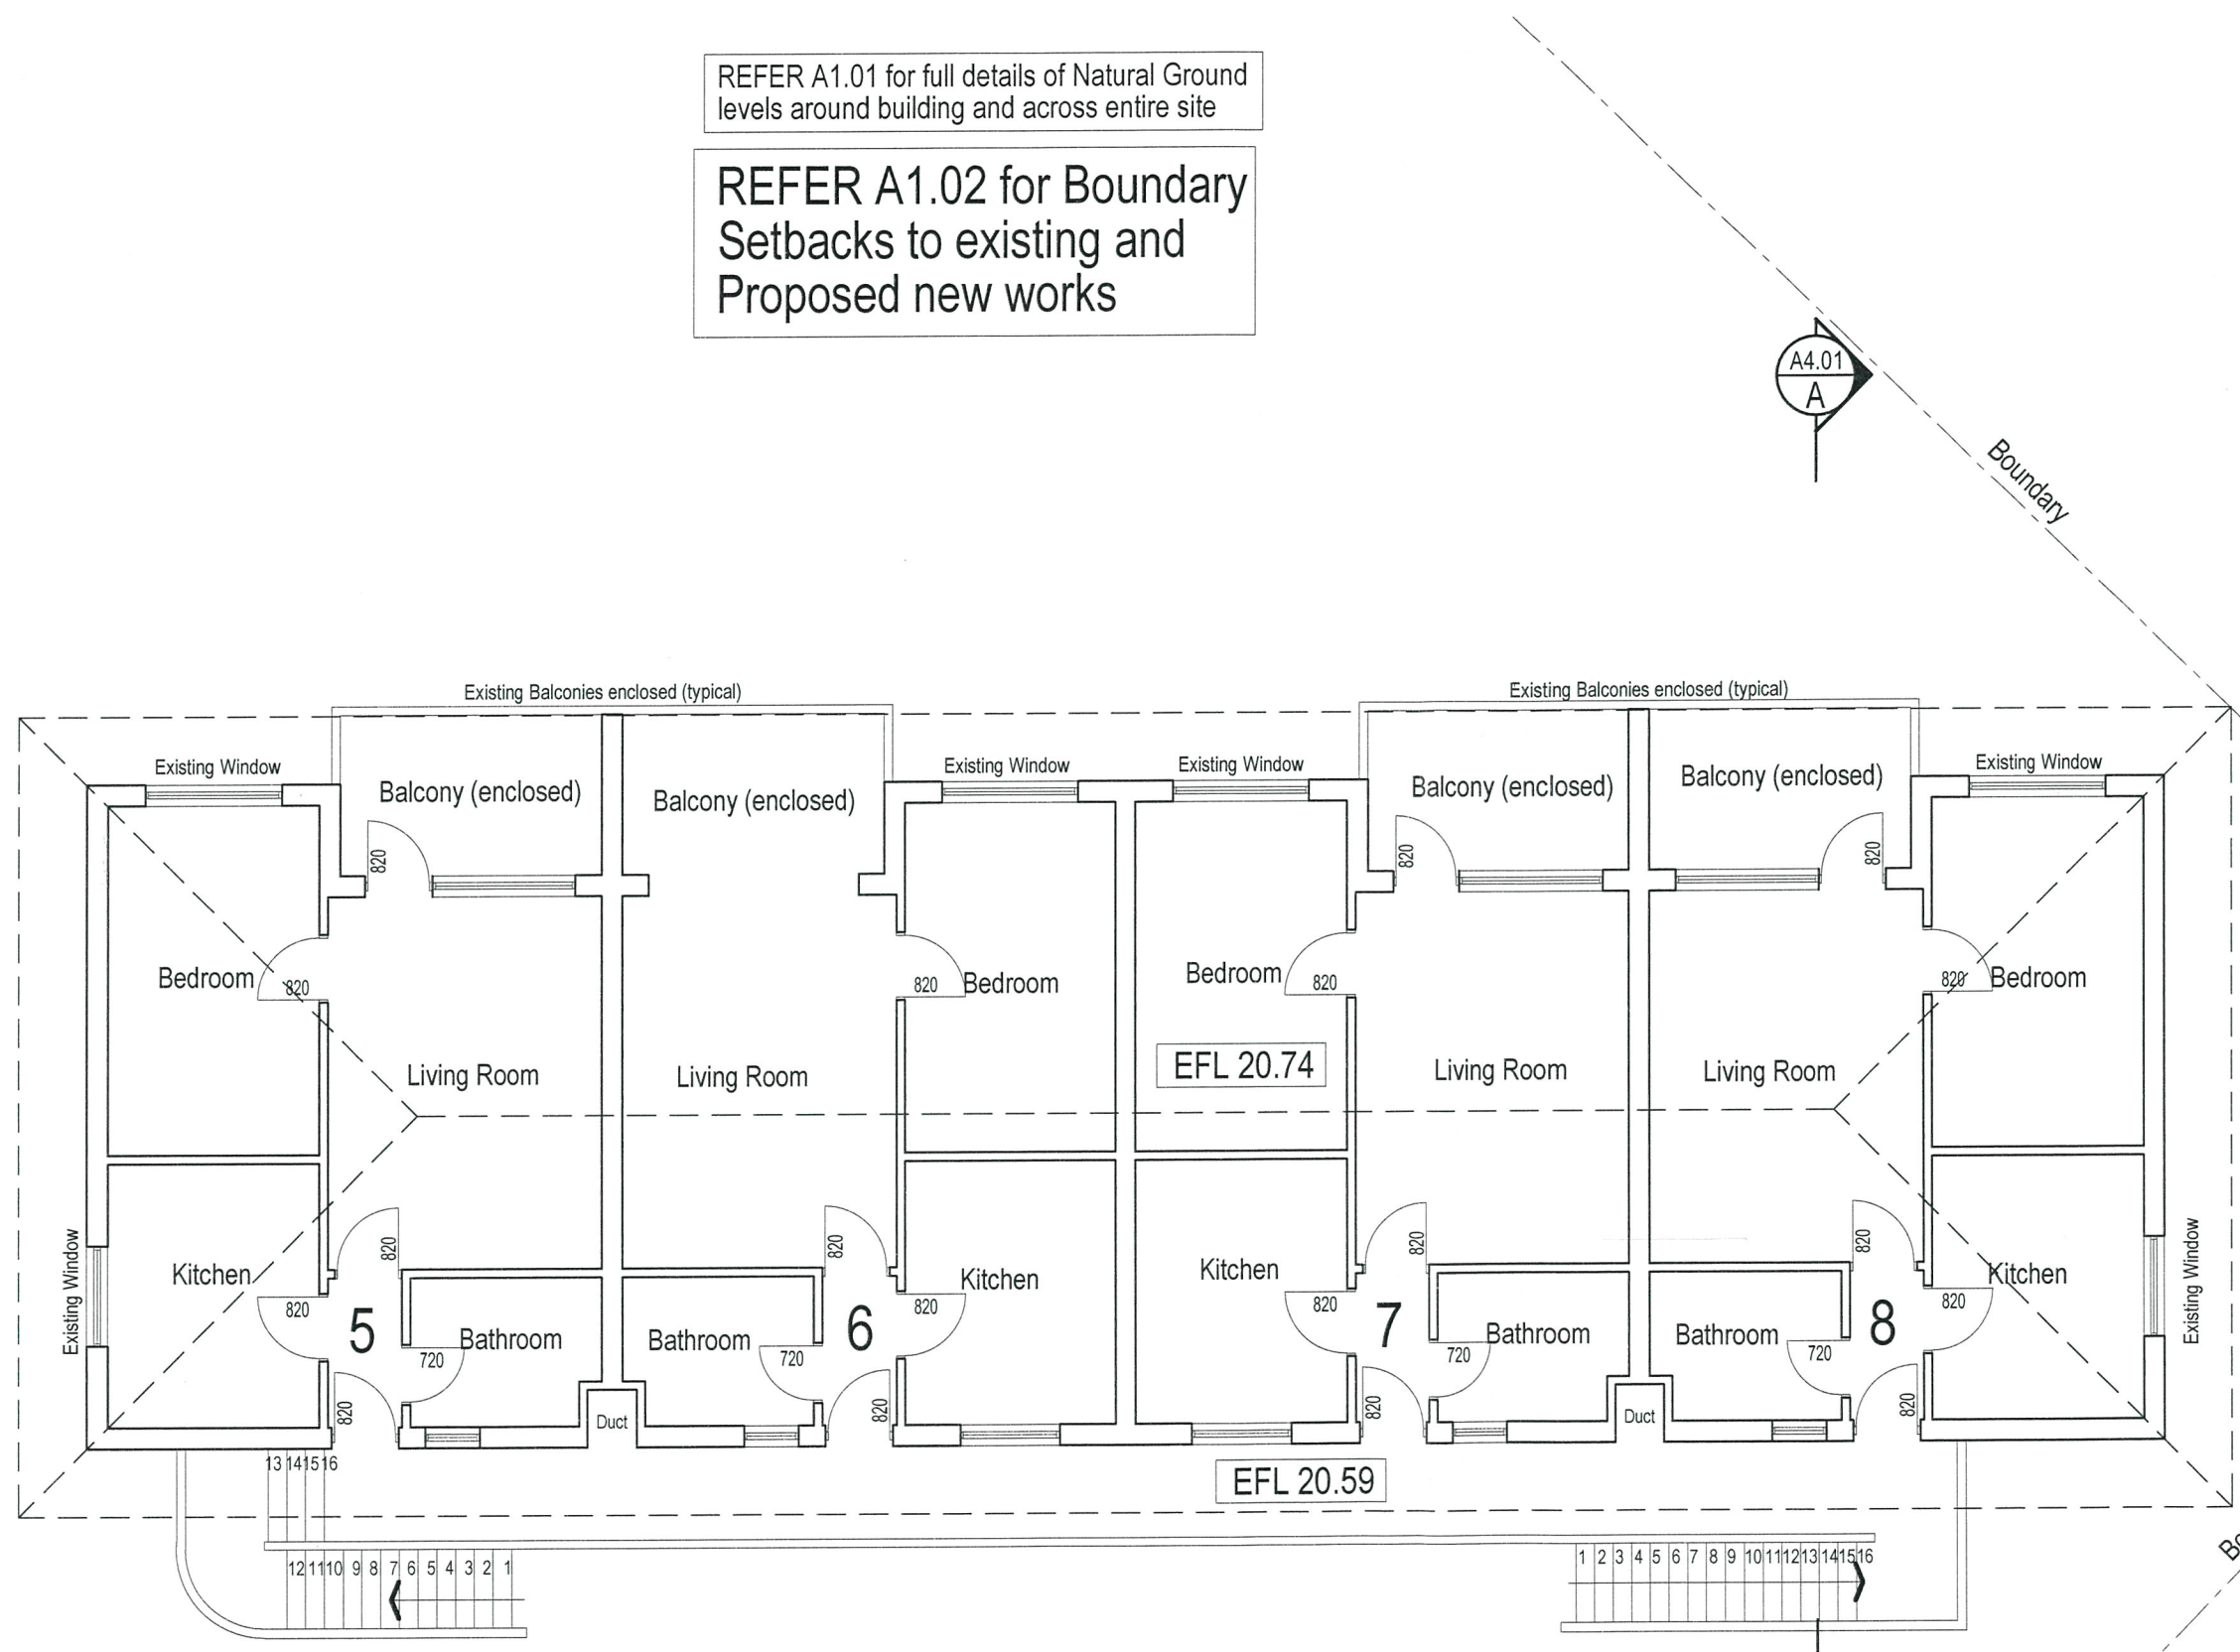 REFER A1.01 for full details of Natural Ground
levels around building and across entire site
REFER A1.02 for Boundary
Setbacks to existing and
Proposed new works
A4.01
A
Boundary
Existing Balconies enclosed (typical)
Existing Balconies enclosed (typical)
Existing Window
Existing Window
Existing Window
Existing Window
Balcony (enclosed)
Balcony (enclosed)
Balcony (enclosed)
Balcony (enclosed)
820
820
820
Bedroom
820
820
Bedroom
Bedroom
820
820
Bedroom
EFL 20.74
Living Room
Living Room
Living Room
Living Room
820
820
820
820
Existing Window
Kitchen
820
5
720
Bathroom
Bathroom
720
6
820
Kitchen
Kitchen
820
7
720
Bathroom
Bathroom
720
8
820
Kitchen
Existing Window
820
Duct
820
820
Duct
820
EFL 20.59
13 14 15 16
12 11 10 9 8 7 6 5 4 3 2 1
1 2 3 4 5 6 7 8 9 10 11 12 13 14 15 16